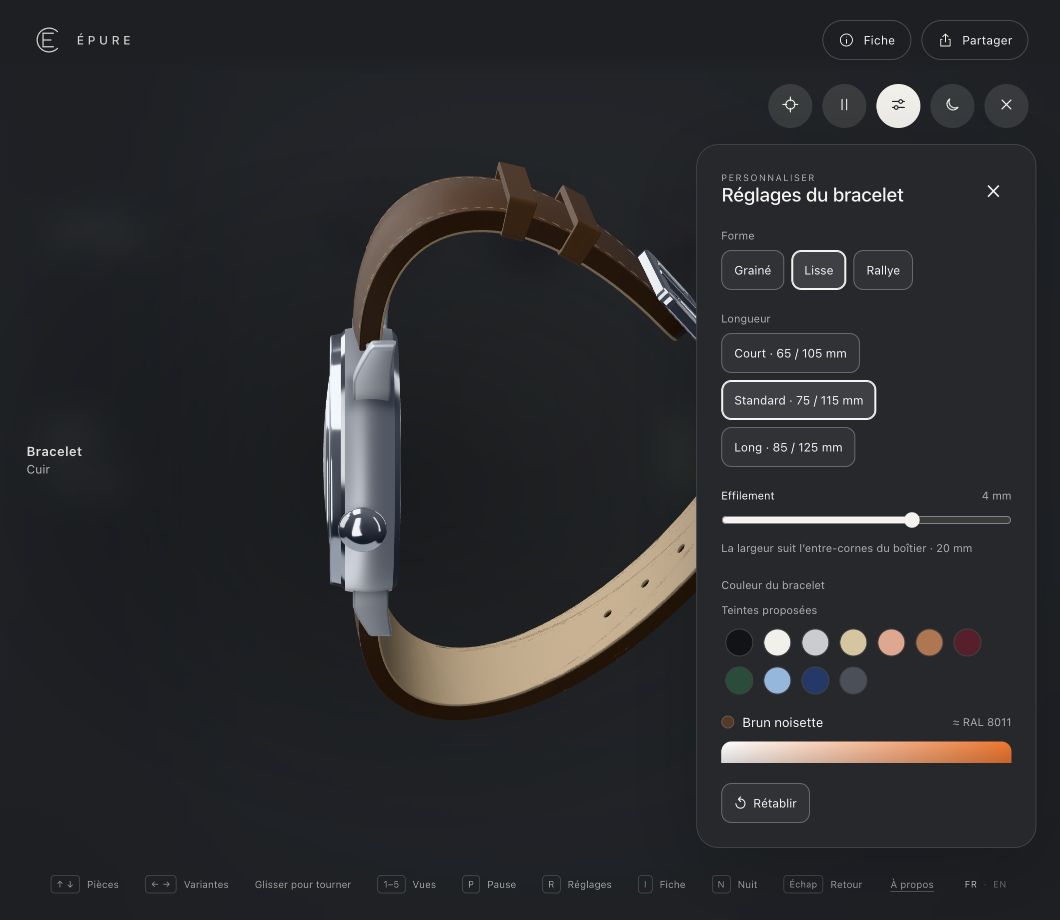 ÉPURE
Fiche
Partager
PERSONNALISER
Réglages du bracelet
Forme
Grainé
Lisse
Rallye
Longueur
Court · 65 / 105 mm
Standard · 75 / 115 mm
Long · 85 / 125 mm
Bracelet
Cuir
Effilement 4 mm
La largeur suit l'entre-cornes du boîtier · 20 mm
Couleur du bracelet
Teintes proposées
Brun noisette ≈ RAL 8011
Rétablir
↑ ↓ Pièces ← → Variantes Glisser pour tourner 1–5 Vues P Pause R Réglages I Fiche N Nuit Échap Retour À propos FR · EN